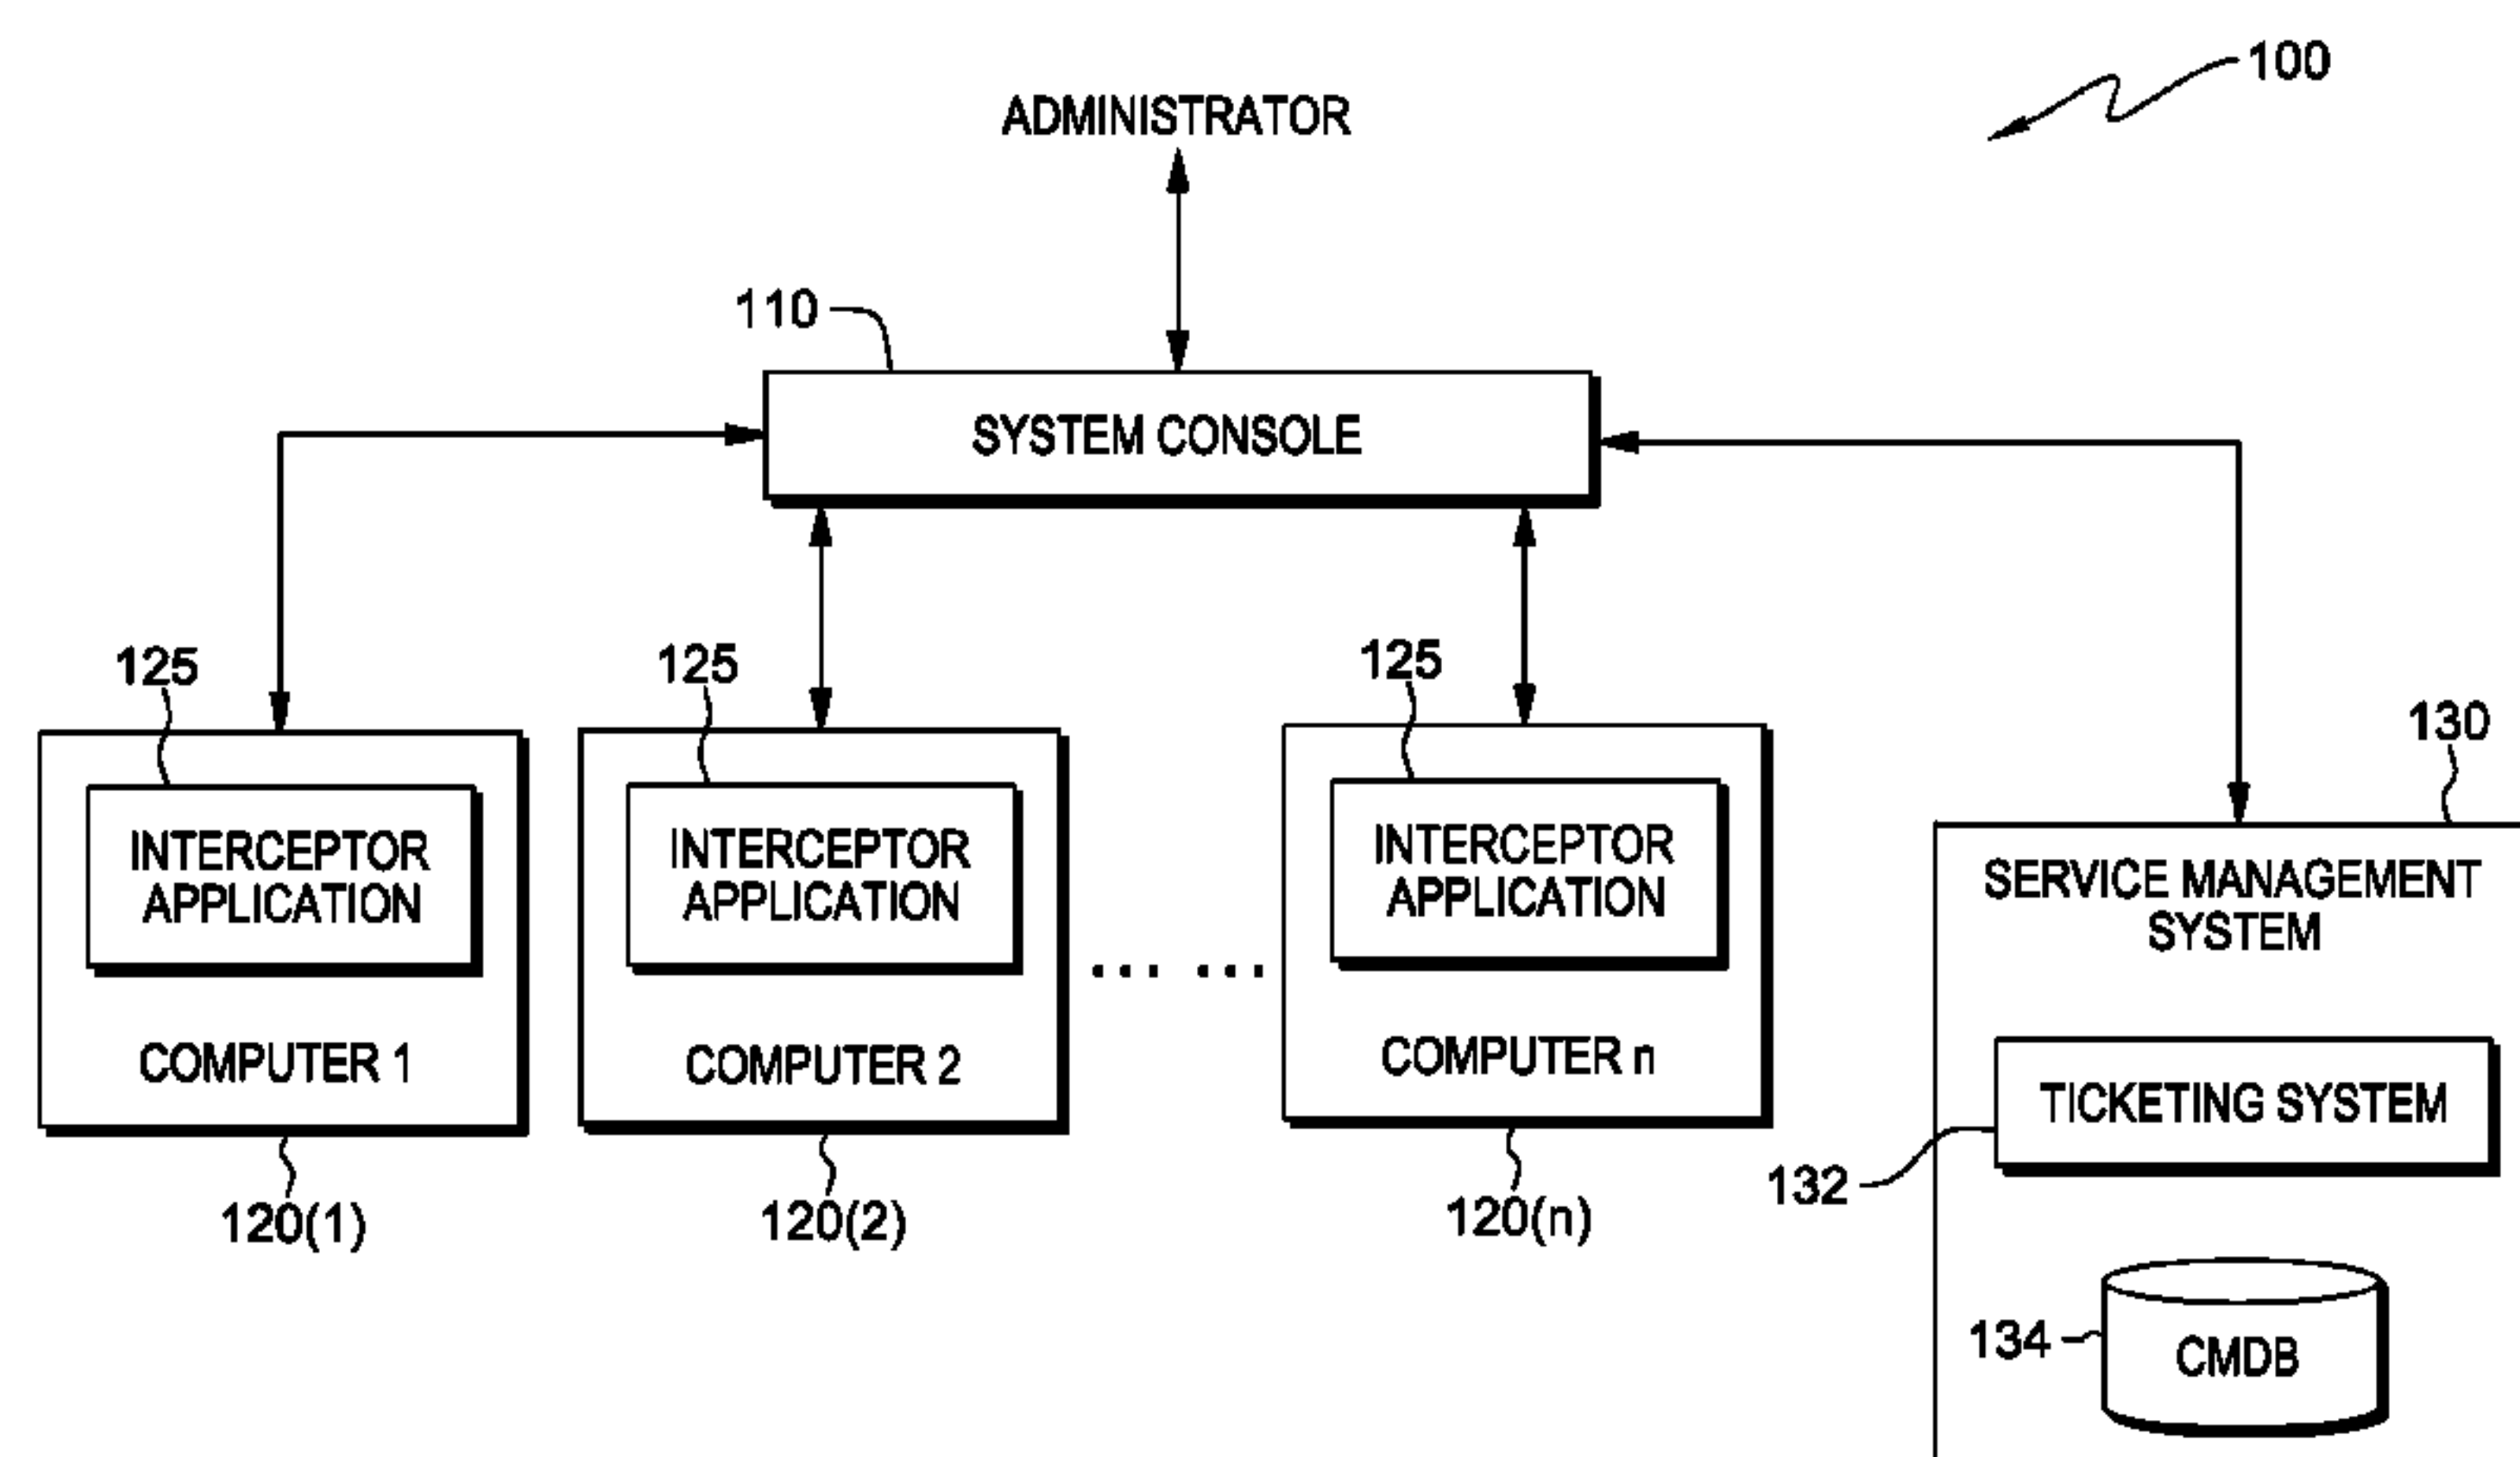 100
ADMINISTRATOR
110
SYSTEM CONSOLE
125
125
125
130
INTERCEPTOR
APPLICATION
COMPUTER 1
INTERCEPTOR
APPLICATION
COMPUTER 2
... ...
INTERCEPTOR
APPLICATION
COMPUTER n
SERVICE MANAGEMENT
SYSTEM
TICKETING SYSTEM
132
120(1)
120(2)
120(n)
134
CMDB